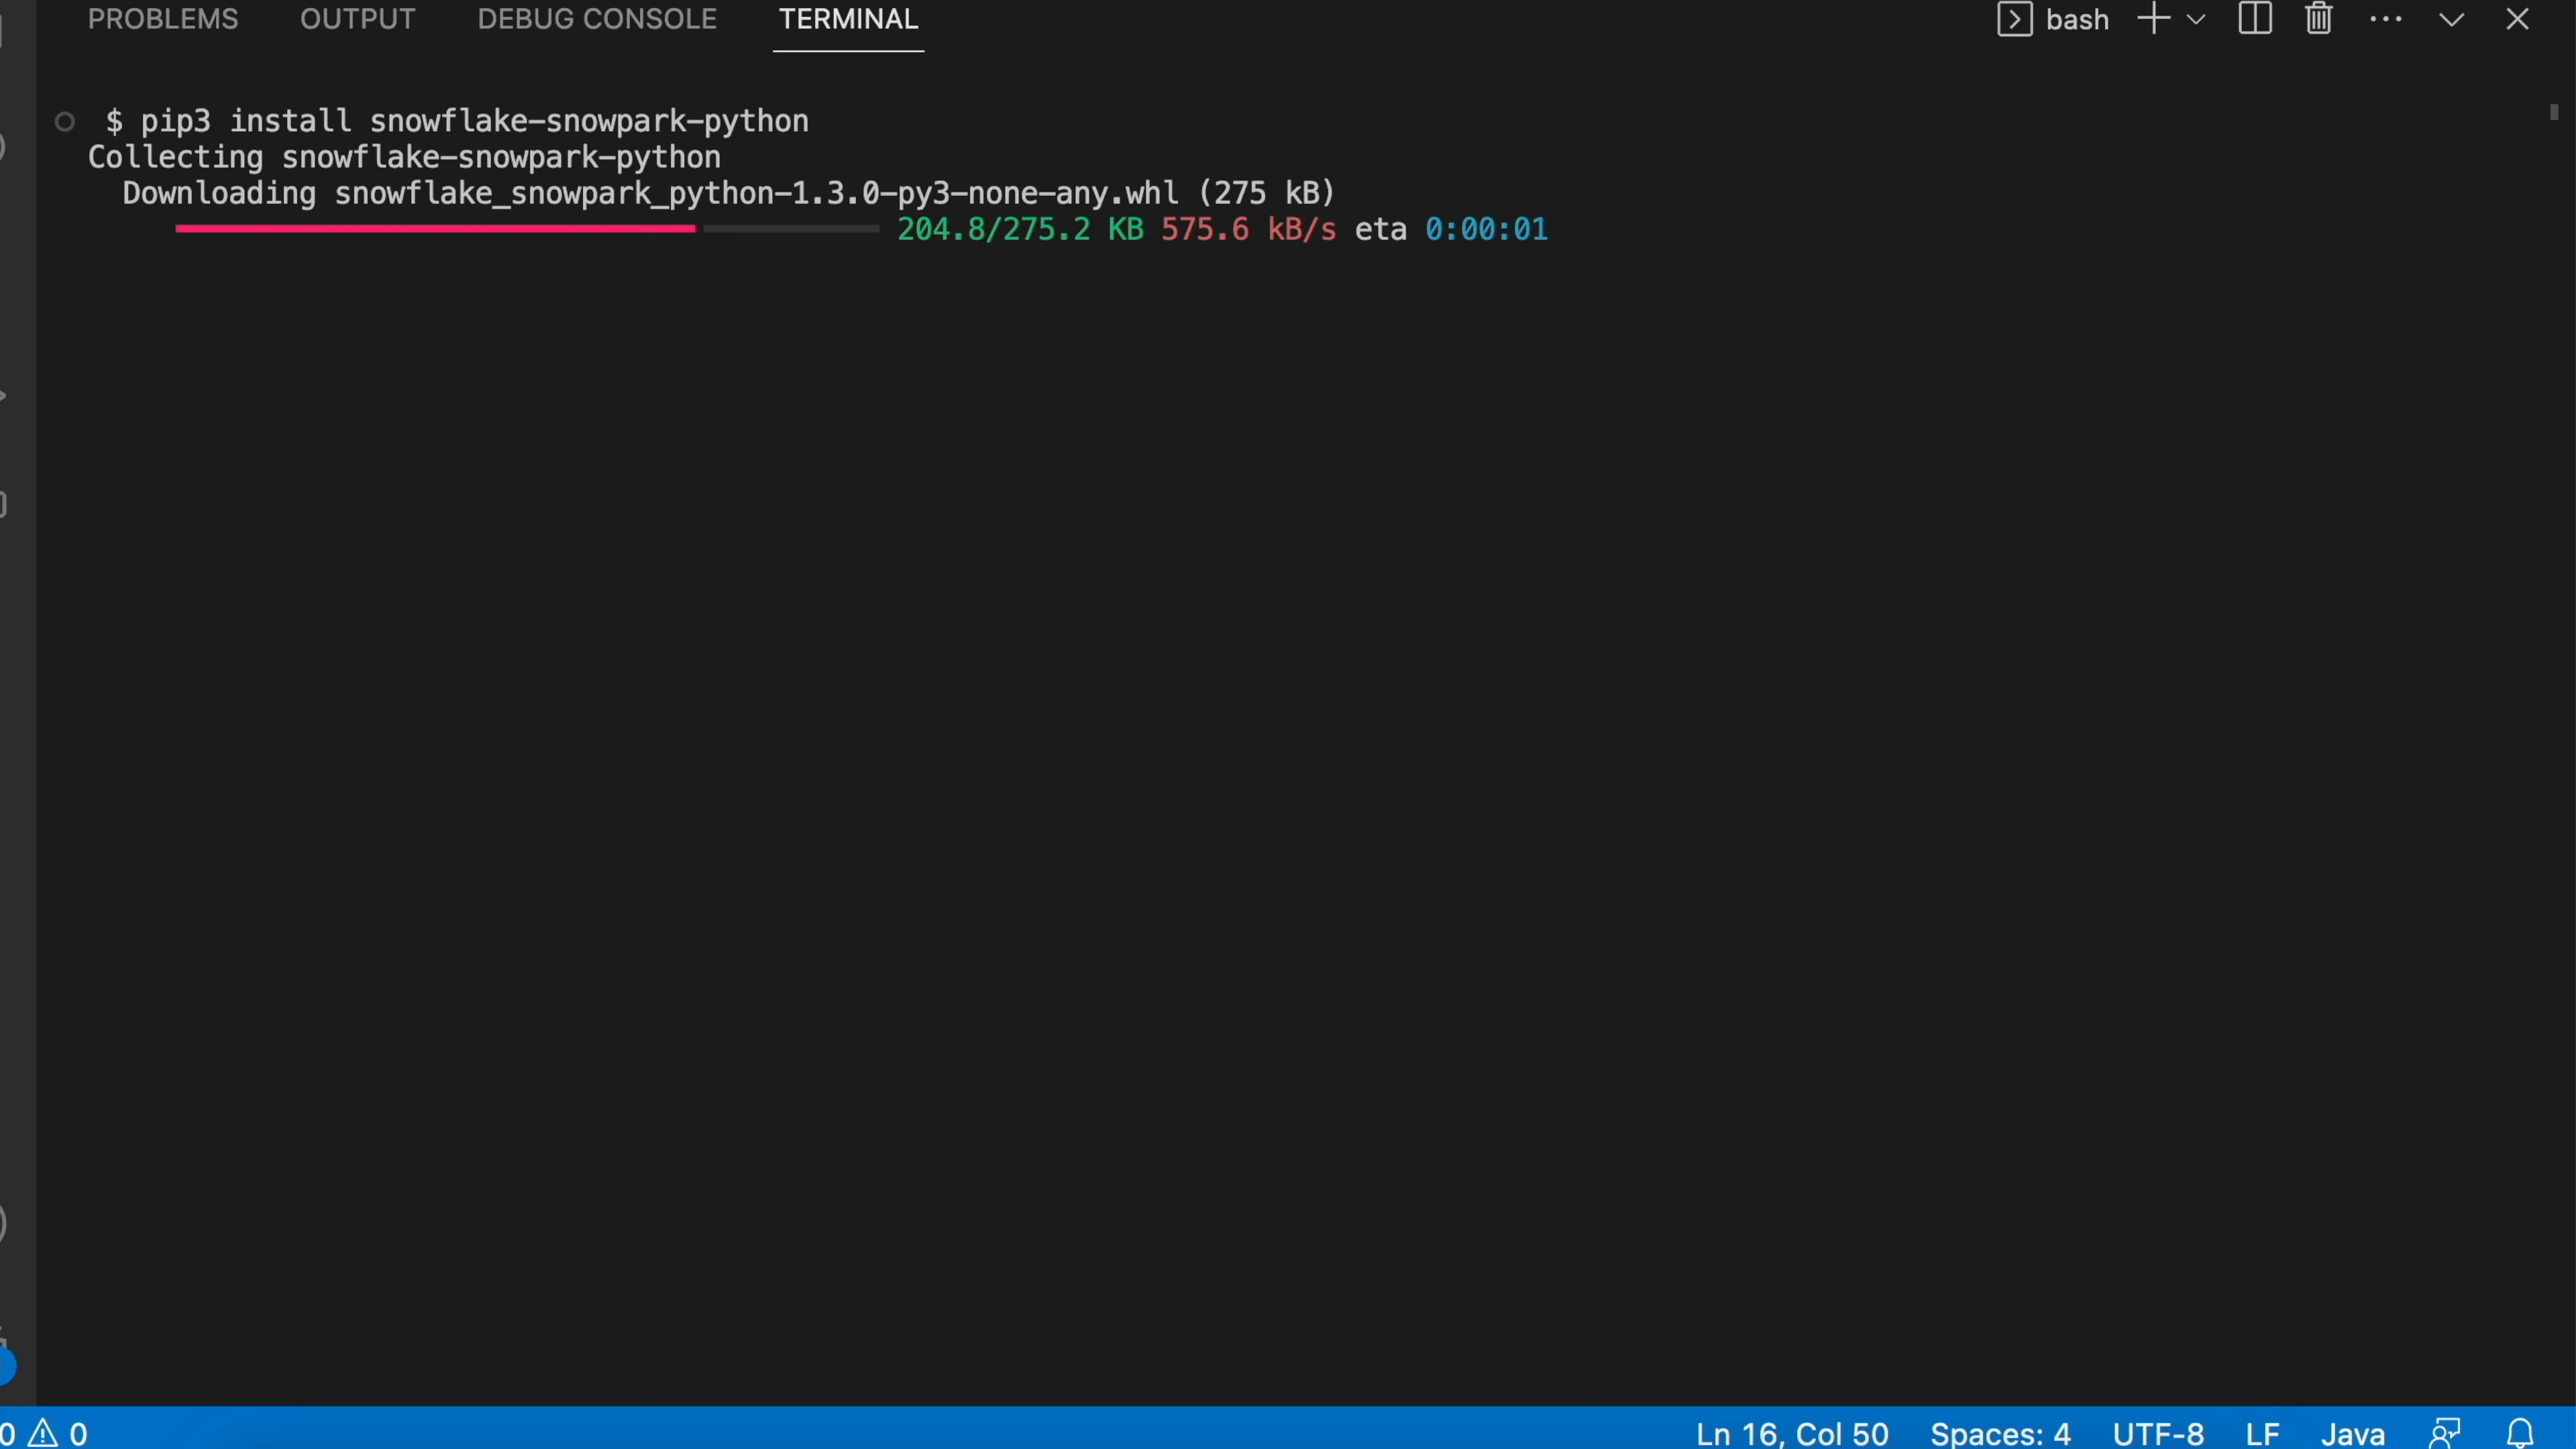 PROBLEMS OUTPUT DEBUG CONSOLE TERMINAL bash
$ pip3 install snowflake-snowpark-python
Collecting snowflake-snowpark-python
Downloading snowflake_snowpark_python-1.3.0-py3-none-any.whl (275 kB)
204.8/275.2 KB 575.6 kB/s eta 0:00:01
0 0 Ln 16, Col 50 Spaces: 4 UTF-8 LF Java